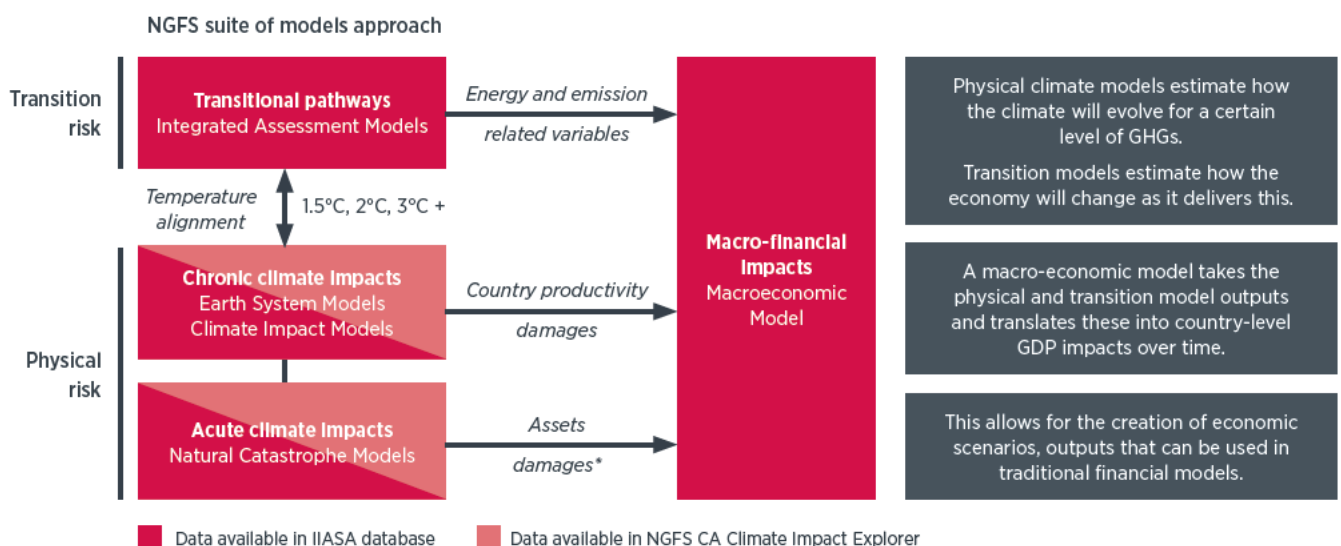 NGFS suite of models approach
Transition
risk
Transitional pathways
Integrated Assessment Models
Energy and emission
related variables
Temperature
alignment
1.5°C, 2°C, 3°C +
Physical
risk
Chronic climate impacts
Earth System Models
Climate Impact Models
Country productivity
damages
Acute climate impacts
Natural Catastrophe Models
Assets
damages*
Macro-financial
impacts
Macroeconomic
Model
Physical climate models estimate how
the climate will evolve for a certain
level of GHGs.
Transition models estimate how the
economy will change as it delivers this.
A macro-economic model takes the
physical and transition model outputs
and translates these into country-level
GDP impacts over time.
This allows for the creation of economic
scenarios, outputs that can be used in
traditional financial models.
Data available in IIASA database
Data available in NGFS CA Climate Impact Explorer